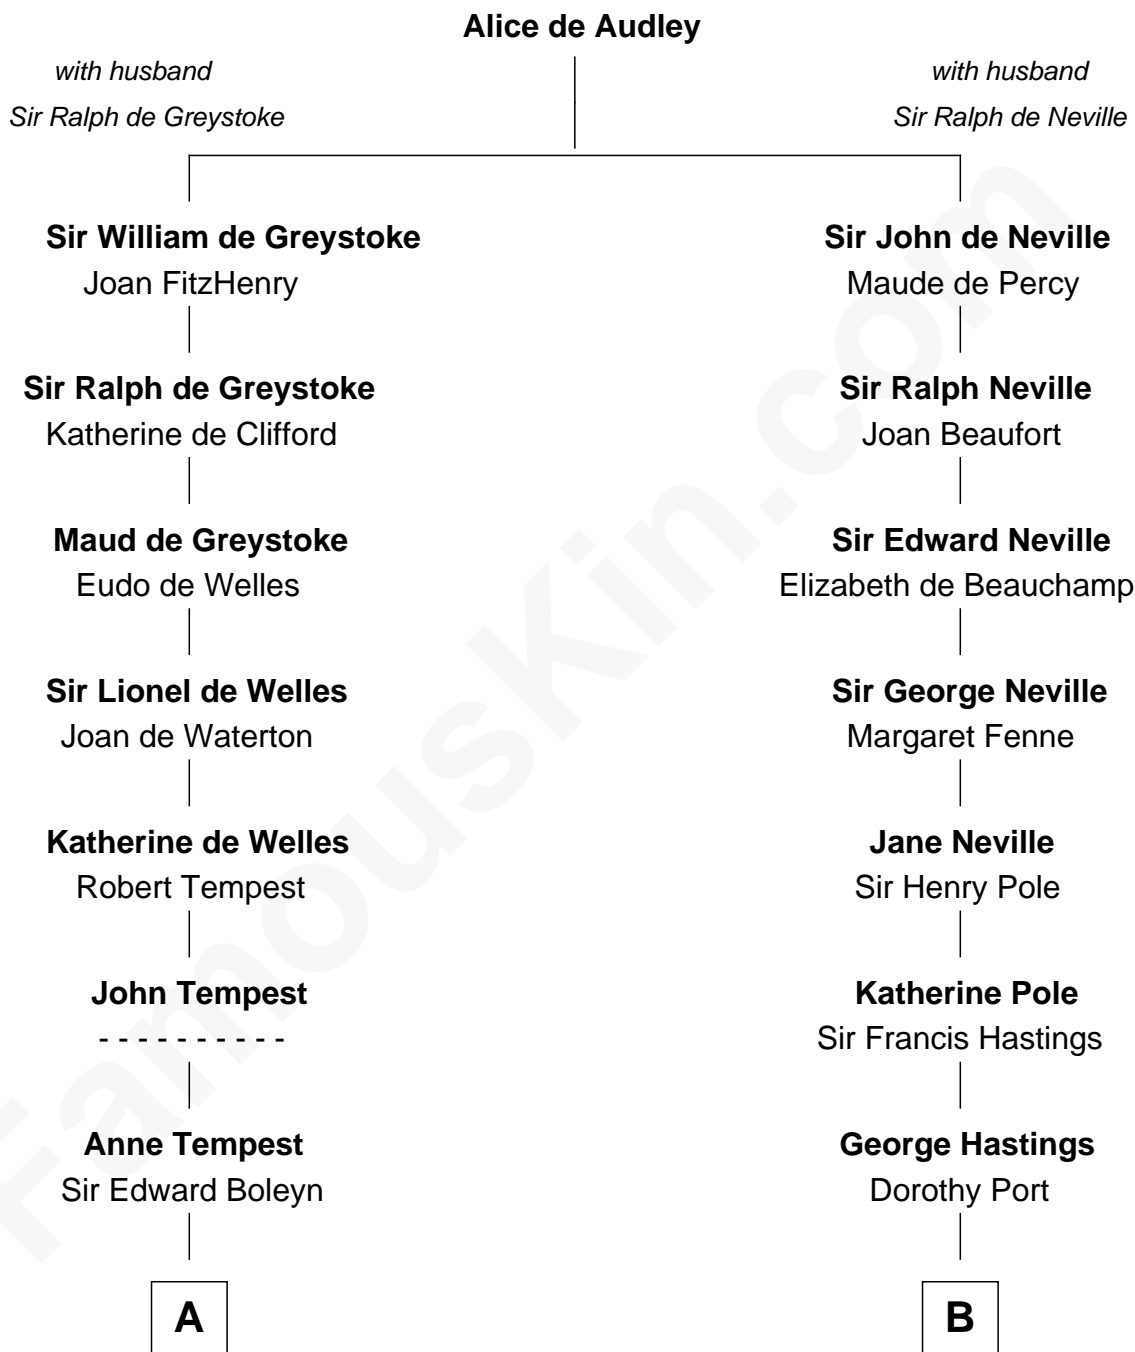 Alice de Audley
with husband
Sir Ralph de Greystoke
with husband
Sir Ralph de Neville
Sir William de Greystoke
Joan FitzHenry
Sir Ralph de Greystoke
Katherine de Clifford
Maud de Greystoke
Eudo de Welles
Sir Lionel de Welles
Joan de Waterton
Katherine de Welles
Robert Tempest
John Tempest
- - - - - - - - - -
Anne Tempest
Sir Edward Boleyn
A
Sir John de Neville
Maude de Percy
Sir Ralph Neville
Joan Beaufort
Sir Edward Neville
Elizabeth de Beauchamp
Sir George Neville
Margaret Fenne
Jane Neville
Sir Henry Pole
Katherine Pole
Sir Francis Hastings
George Hastings
Dorothy Port
B
FamousKin.com